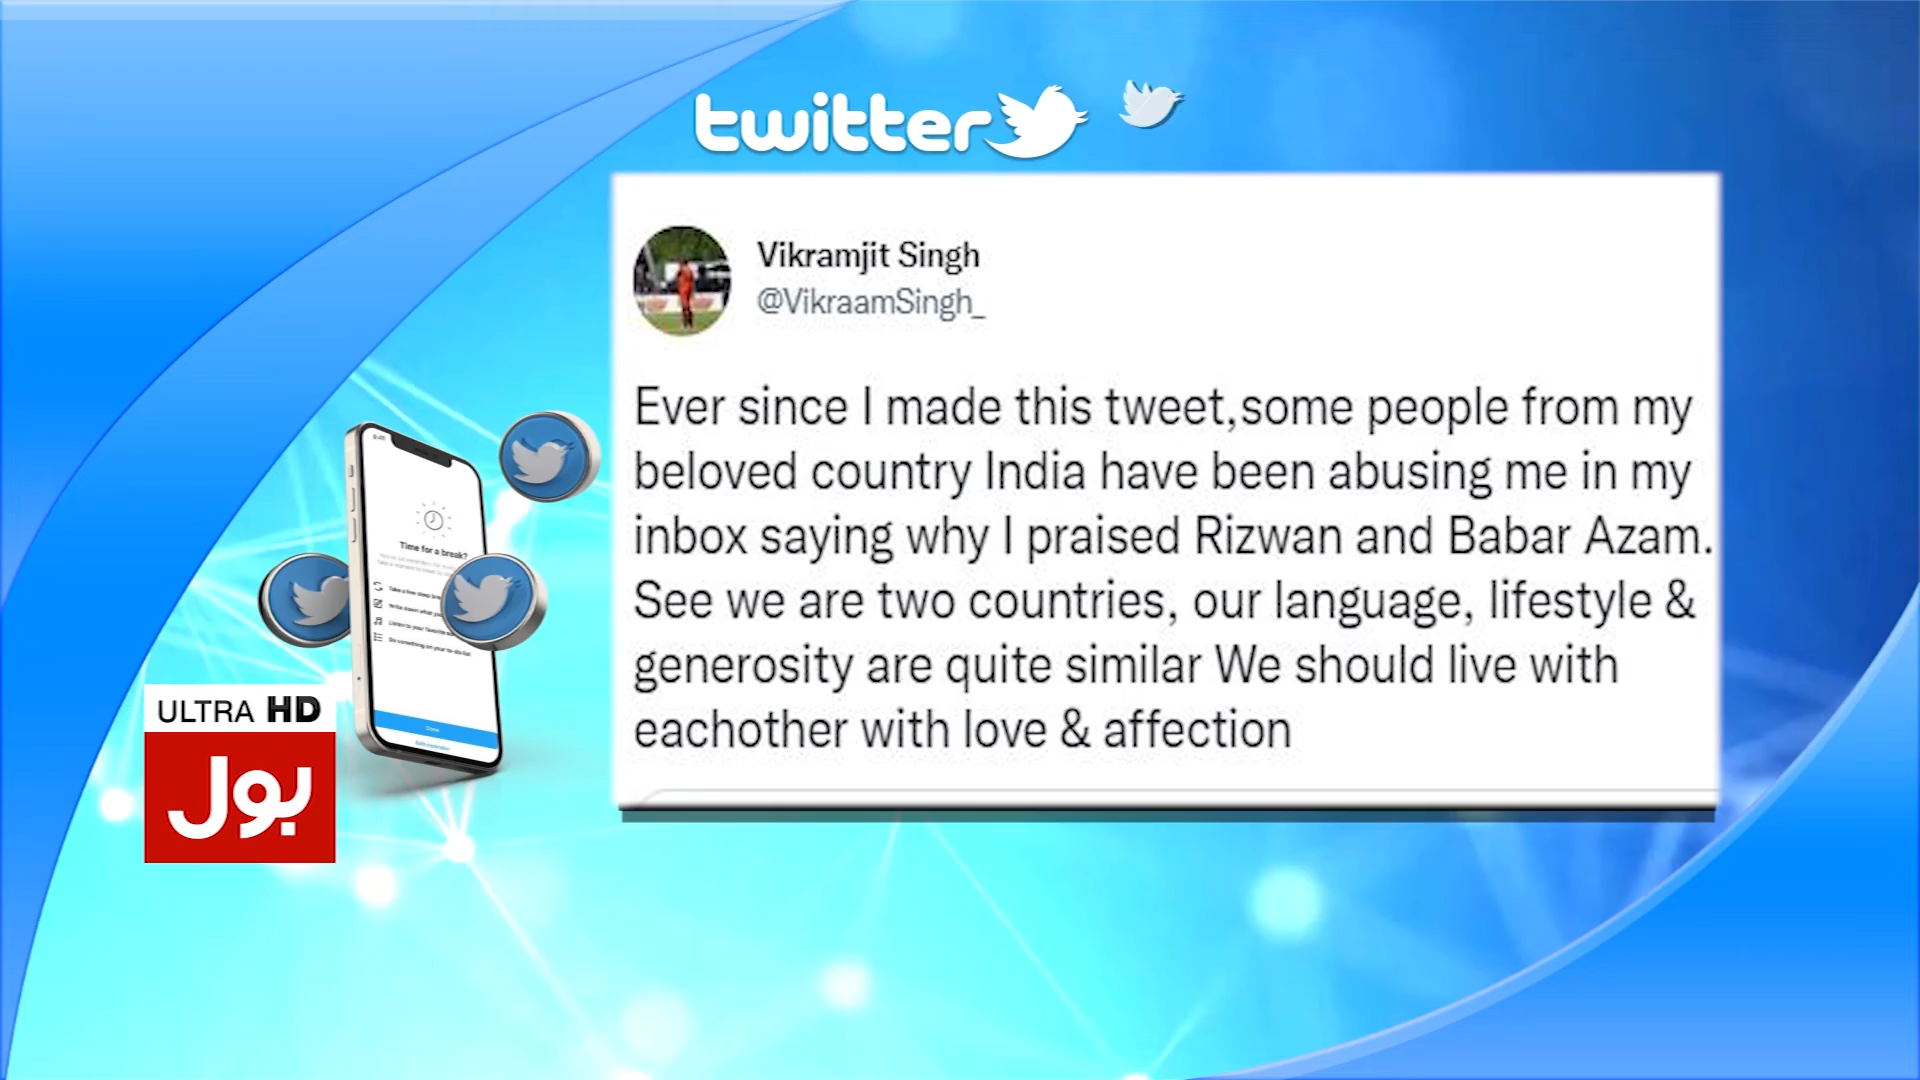 twitter
Vikramjit Singh
@VikraamSingh_
Ever since I made this tweet,some people from my
beloved country India have been abusing me in my
inbox saying why I praised Rizwan and Babar Azam.
See we are two countries, our language, lifestyle &
generosity are quite similar We should live with
eachother with love & affection
Time for a break?
ULTRA HD
بول